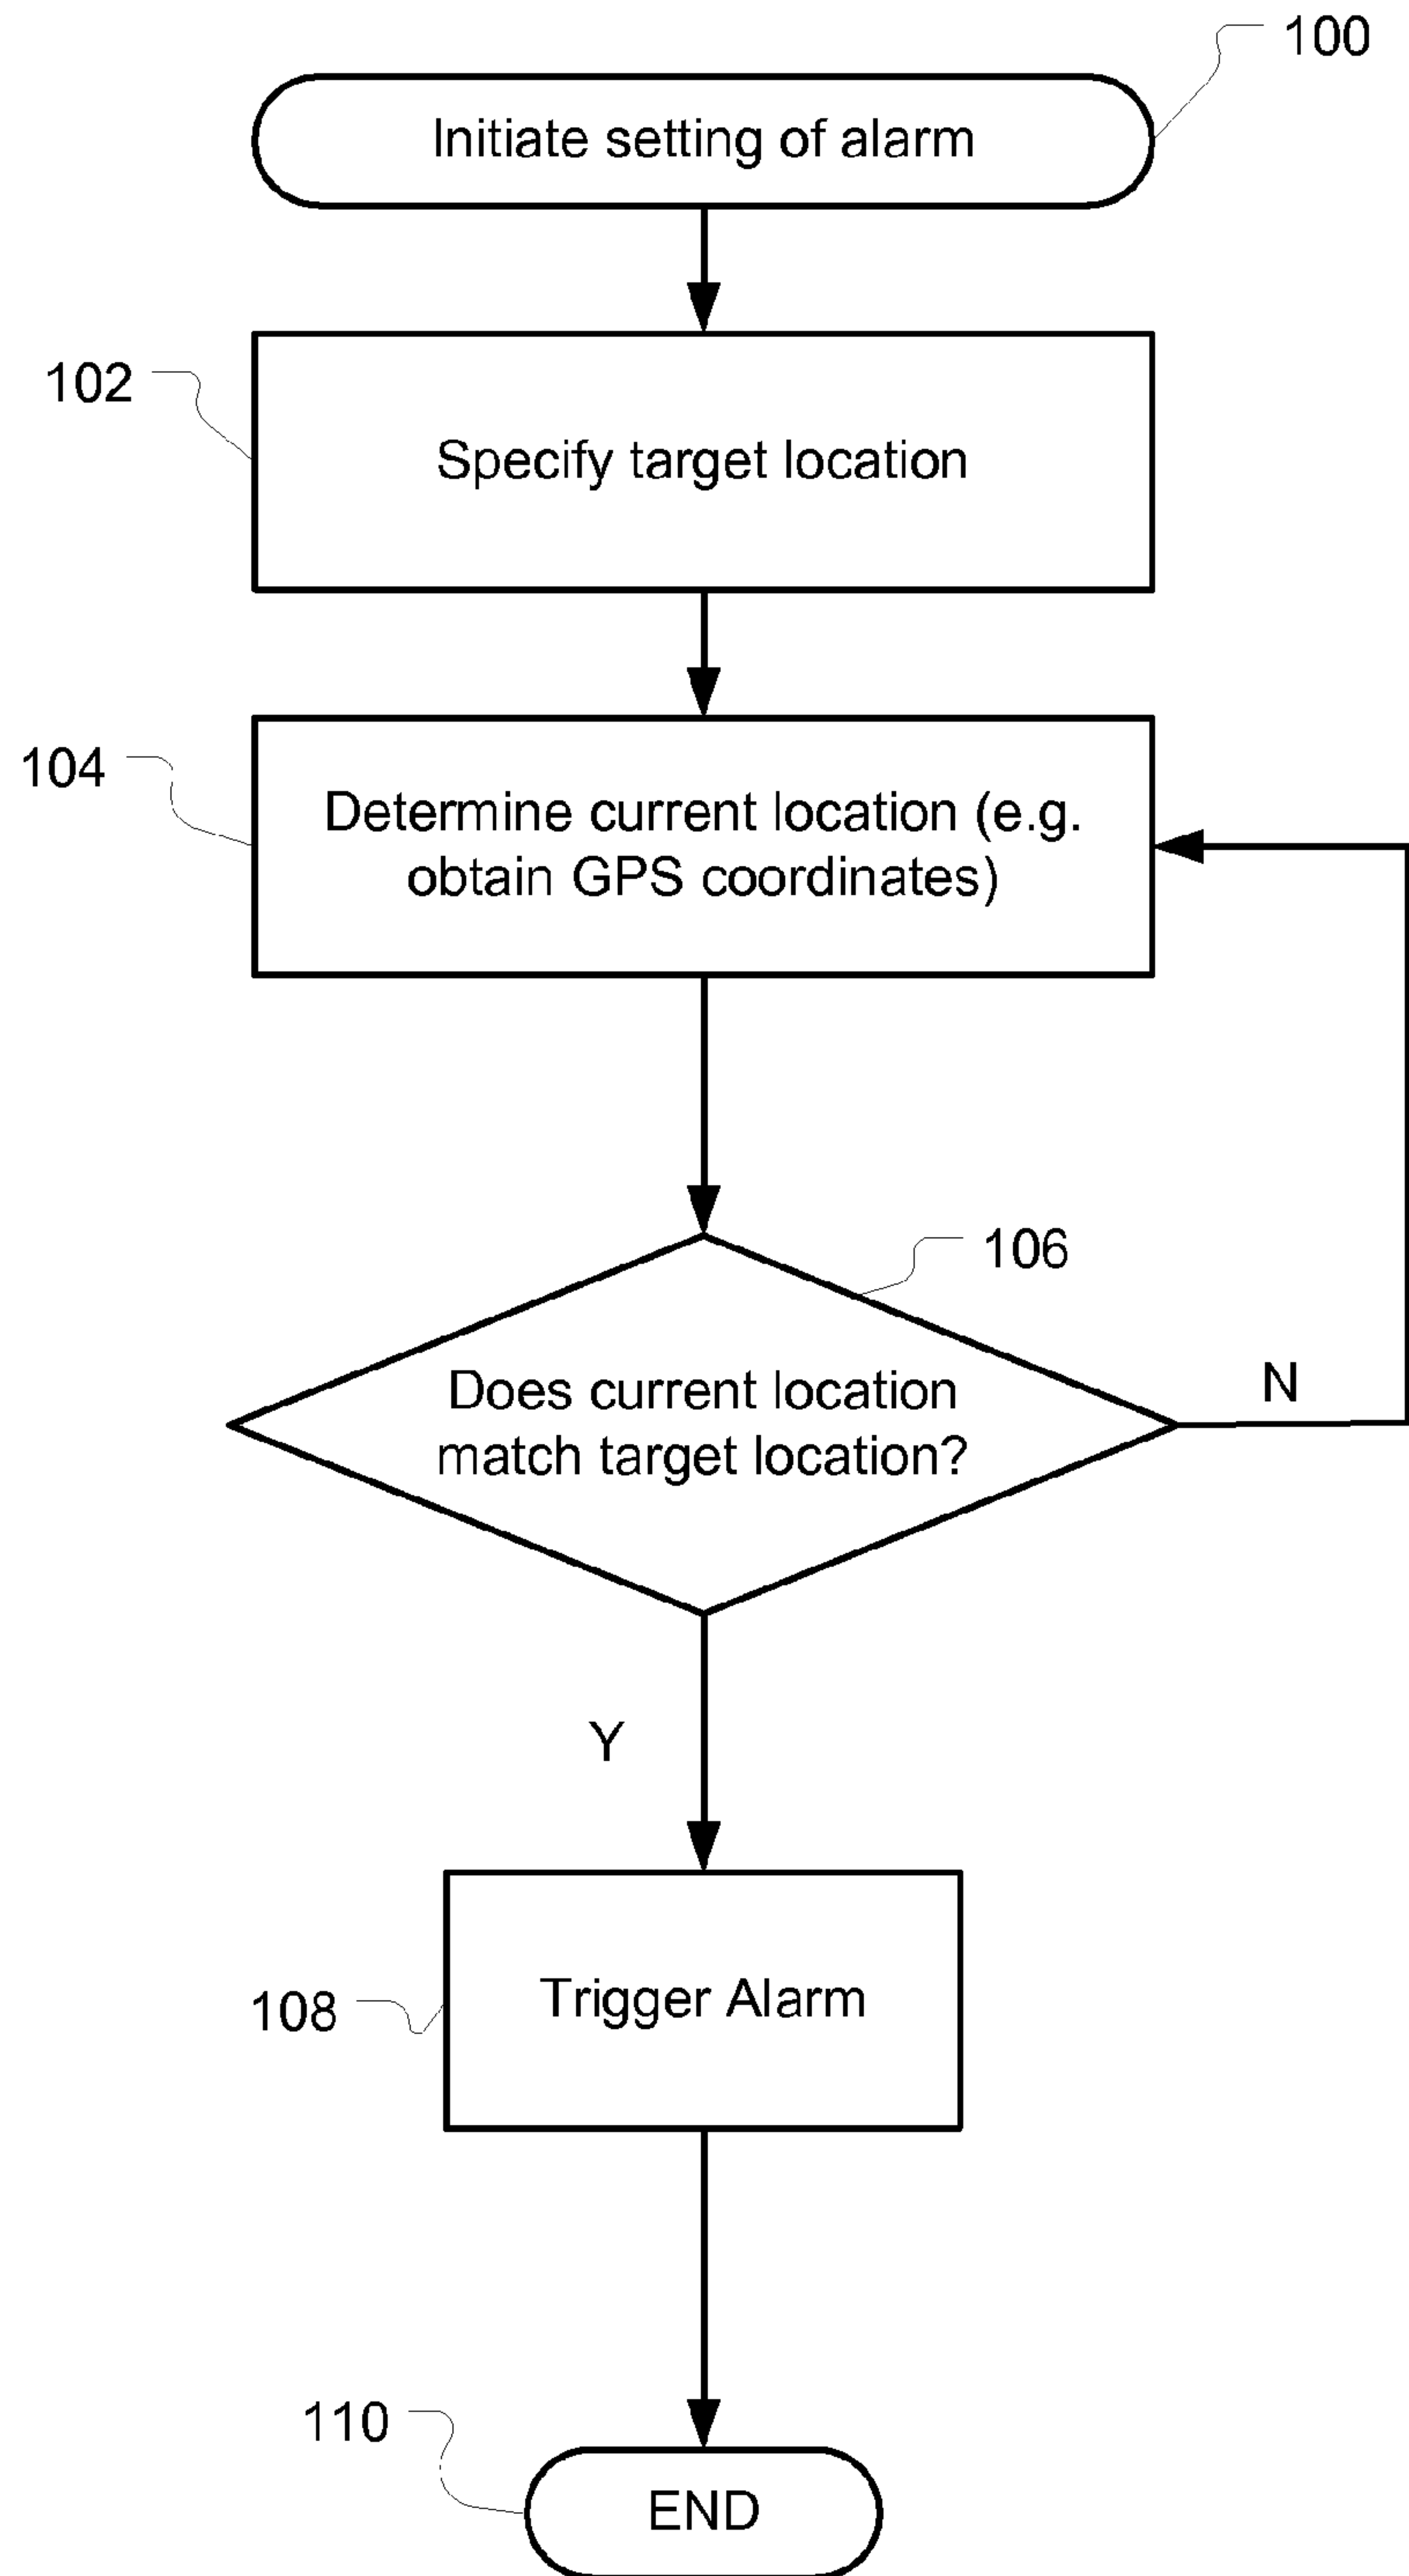 100
Initiate setting of alarm
102
Specify target location
104
Determine current location (e.g.
obtain GPS coordinates)
106
Does current location
match target location?
N
Y
108
Trigger Alarm
110
END